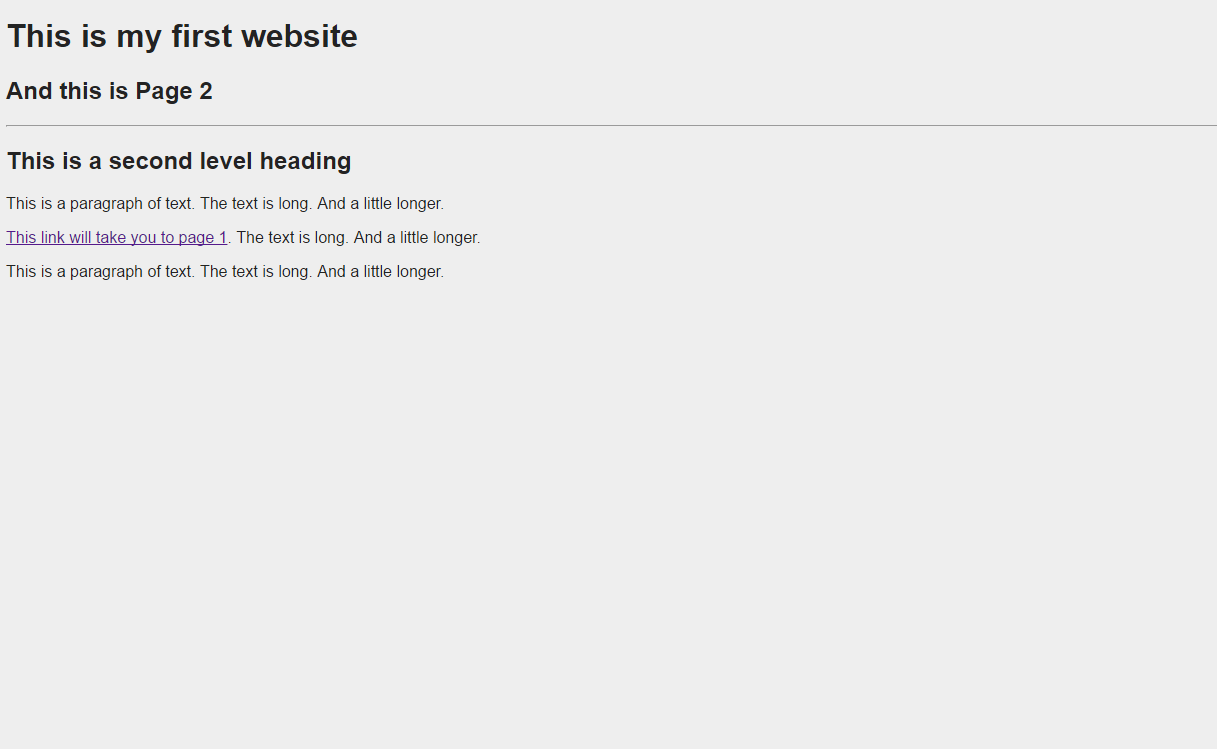 This is my first website
And this is Page 2
This is a second level heading
This is a paragraph of text. The text is long. And a little longer.
This link will take you to page 1. The text is long. And a little longer.
This is a paragraph of text. The text is long. And a little longer.